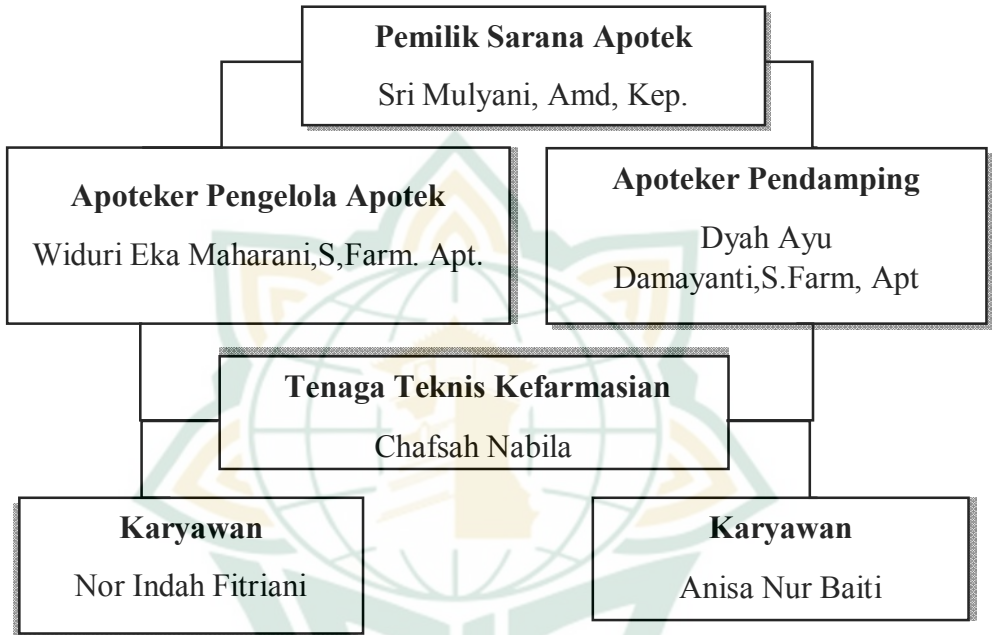 Pemilik Sarana Apotek
Sri Mulyani, Amd, Kep.
Apoteker Pengelola Apotek
Widuri Eka Maharani,S,Farm. Apt.
Apoteker Pendamping
Dyah Ayu
Damayanti,S.Farm, Apt
Tenaga Teknis Kefarmasian
Chafsah Nabila
Karyawan
Nor Indah Fitriani
Karyawan
Anisa Nur Baiti